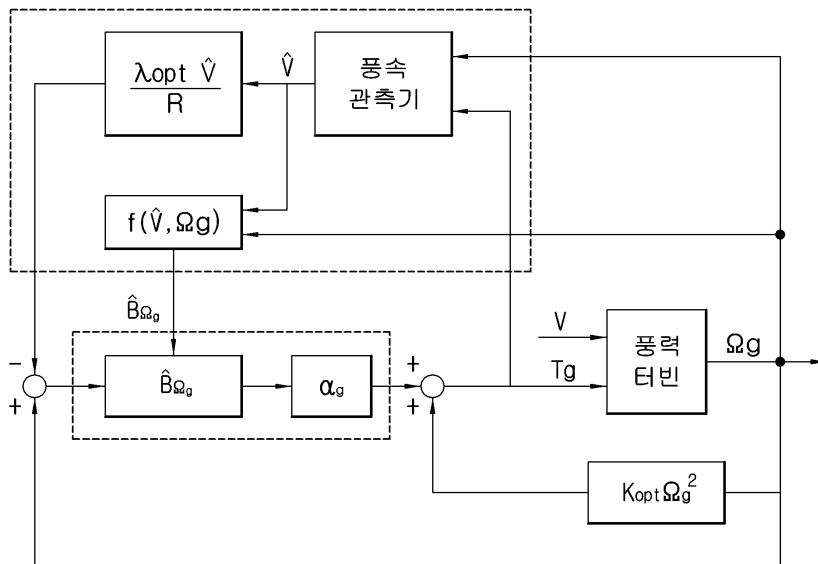 λopt V̂
R
V̂
풍속
관측기
f(V̂,Ωg)
B̂Ωg
V
풍력
터빈
Ωg
Tg
−
+
B̂Ωg
αg
+
+
KoptΩg²